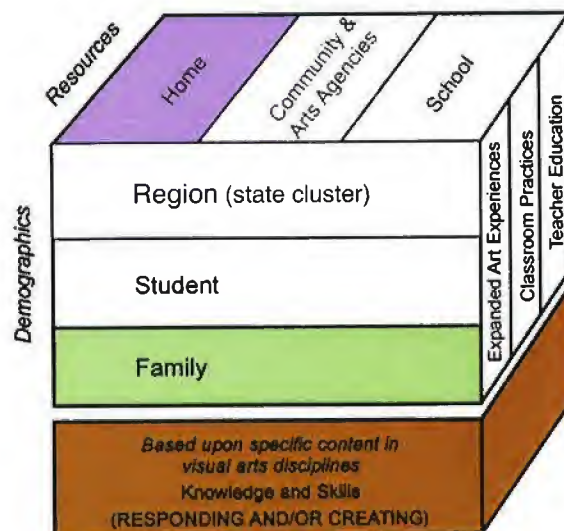 Resources
Home
Community &
Arts Agencies
School
Demographics
Region (state cluster)
Student
Family
Expanded Art Experiences
Classroom Practices
Teacher Education
Based upon specific content in
visual arts disciplines
Knowledge and Skills
(RESPONDING AND/OR CREATING)